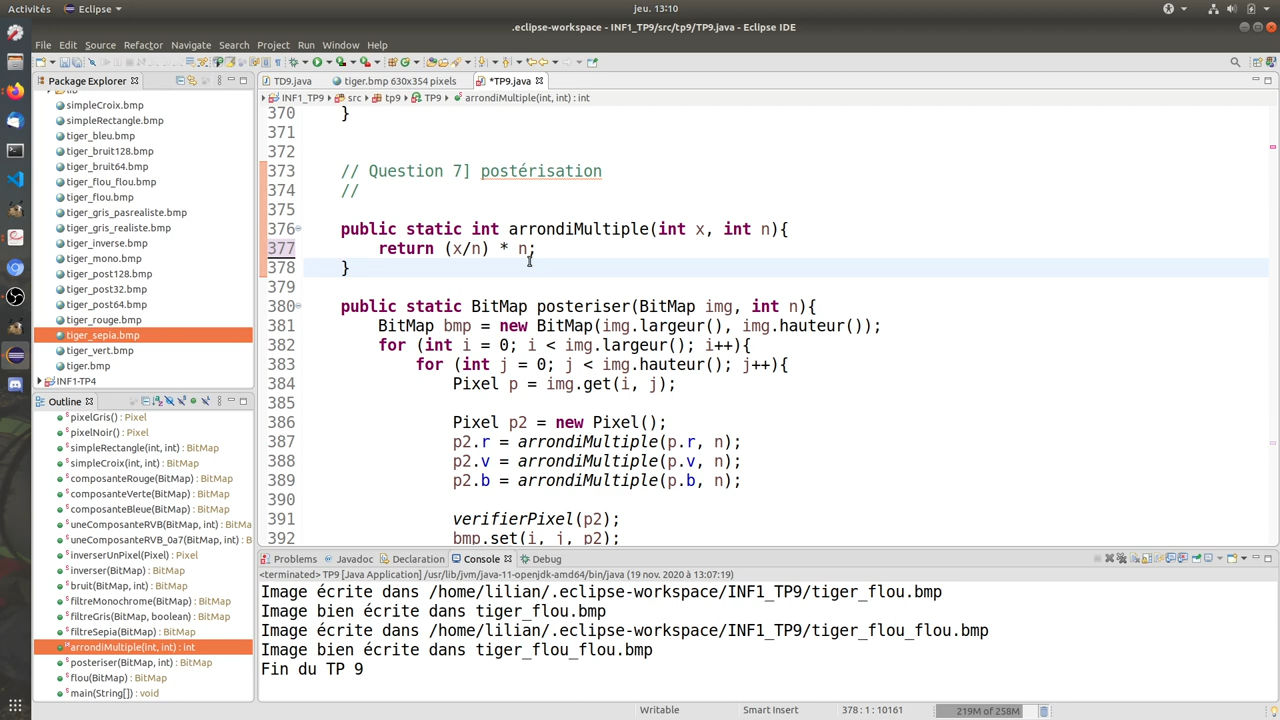 Activités
Eclipse
jeu. 13:10
.eclipse-workspace - INF1_TP9/src/tp9/TP9.java - Eclipse IDE
File Edit Source Refactor Navigate Search Project Run Window Help
Package Explorer
lib
simpleCroix.bmp
simpleRectangle.bmp
tiger_bleu.bmp
tiger_bruit128.bmp
tiger_bruit64.bmp
tiger_flou_flou.bmp
tiger_flou.bmp
tiger_gris_pasrealiste.bmp
tiger_gris_realiste.bmp
tiger_inverse.bmp
tiger_mono.bmp
tiger_post128.bmp
tiger_post32.bmp
tiger_post64.bmp
tiger_rouge.bmp
tiger_sepia.bmp
tiger_vert.bmp
tiger.bmp
INF1-TP4
Outline
pixelGris() : Pixel
pixelNoir() : Pixel
simpleRectangle(int, int) : BitMap
simpleCroix(int, int) : BitMap
composanteRouge(BitMap) : BitMap
composanteVerte(BitMap) : BitMap
composanteBleue(BitMap) : BitMap
uneComposanteRVB(BitMap, int) : BitMa
uneComposanteRVB_0a7(BitMap, int) : B
inverserUnPixel(Pixel) : Pixel
inverser(BitMap) : BitMap
bruit(BitMap, int) : BitMap
filtreMonochrome(BitMap) : BitMap
filtreGris(BitMap, boolean) : BitMap
filtreSepia(BitMap) : BitMap
arrondiMultiple(int, int) : int
posteriser(BitMap, int) : BitMap
flou(BitMap) : BitMap
main(String[]) : void
TD9.java
tiger.bmp 630x354 pixels
*TP9.java
INF1_TP9 src tp9 TP9 arrondiMultiple(int, int) : int
370 }
371
372
373 // Question 7] postérisation
374 //
375
376 public static int arrondiMultiple(int x, int n){
377 return (x/n) * n;
378 }
379
380 public static BitMap posteriser(BitMap img, int n){
381 BitMap bmp = new BitMap(img.largeur(), img.hauteur());
382 for (int i = 0; i < img.largeur(); i++){
383 for (int j = 0; j < img.hauteur(); j++){
384 Pixel p = img.get(i, j);
385
386 Pixel p2 = new Pixel();
387 p2.r = arrondiMultiple(p.r, n);
388 p2.v = arrondiMultiple(p.v, n);
389 p2.b = arrondiMultiple(p.b, n);
390
391 verifierPixel(p2);
392 bmp.set(i, j, p2);
Problems Javadoc Declaration Console Debug
<terminated> TP9 [Java Application] /usr/lib/jvm/java-11-openjdk-amd64/bin/java (19 nov. 2020 à 13:07:19)
Image écrite dans /home/lilian/.eclipse-workspace/INF1_TP9/tiger_flou.bmp
Image bien écrite dans tiger_flou.bmp
Image écrite dans /home/lilian/.eclipse-workspace/INF1_TP9/tiger_flou_flou.bmp
Image bien écrite dans tiger_flou_flou.bmp
Fin du TP 9
Writable
Smart Insert
378 : 1 : 10161
219M of 258M